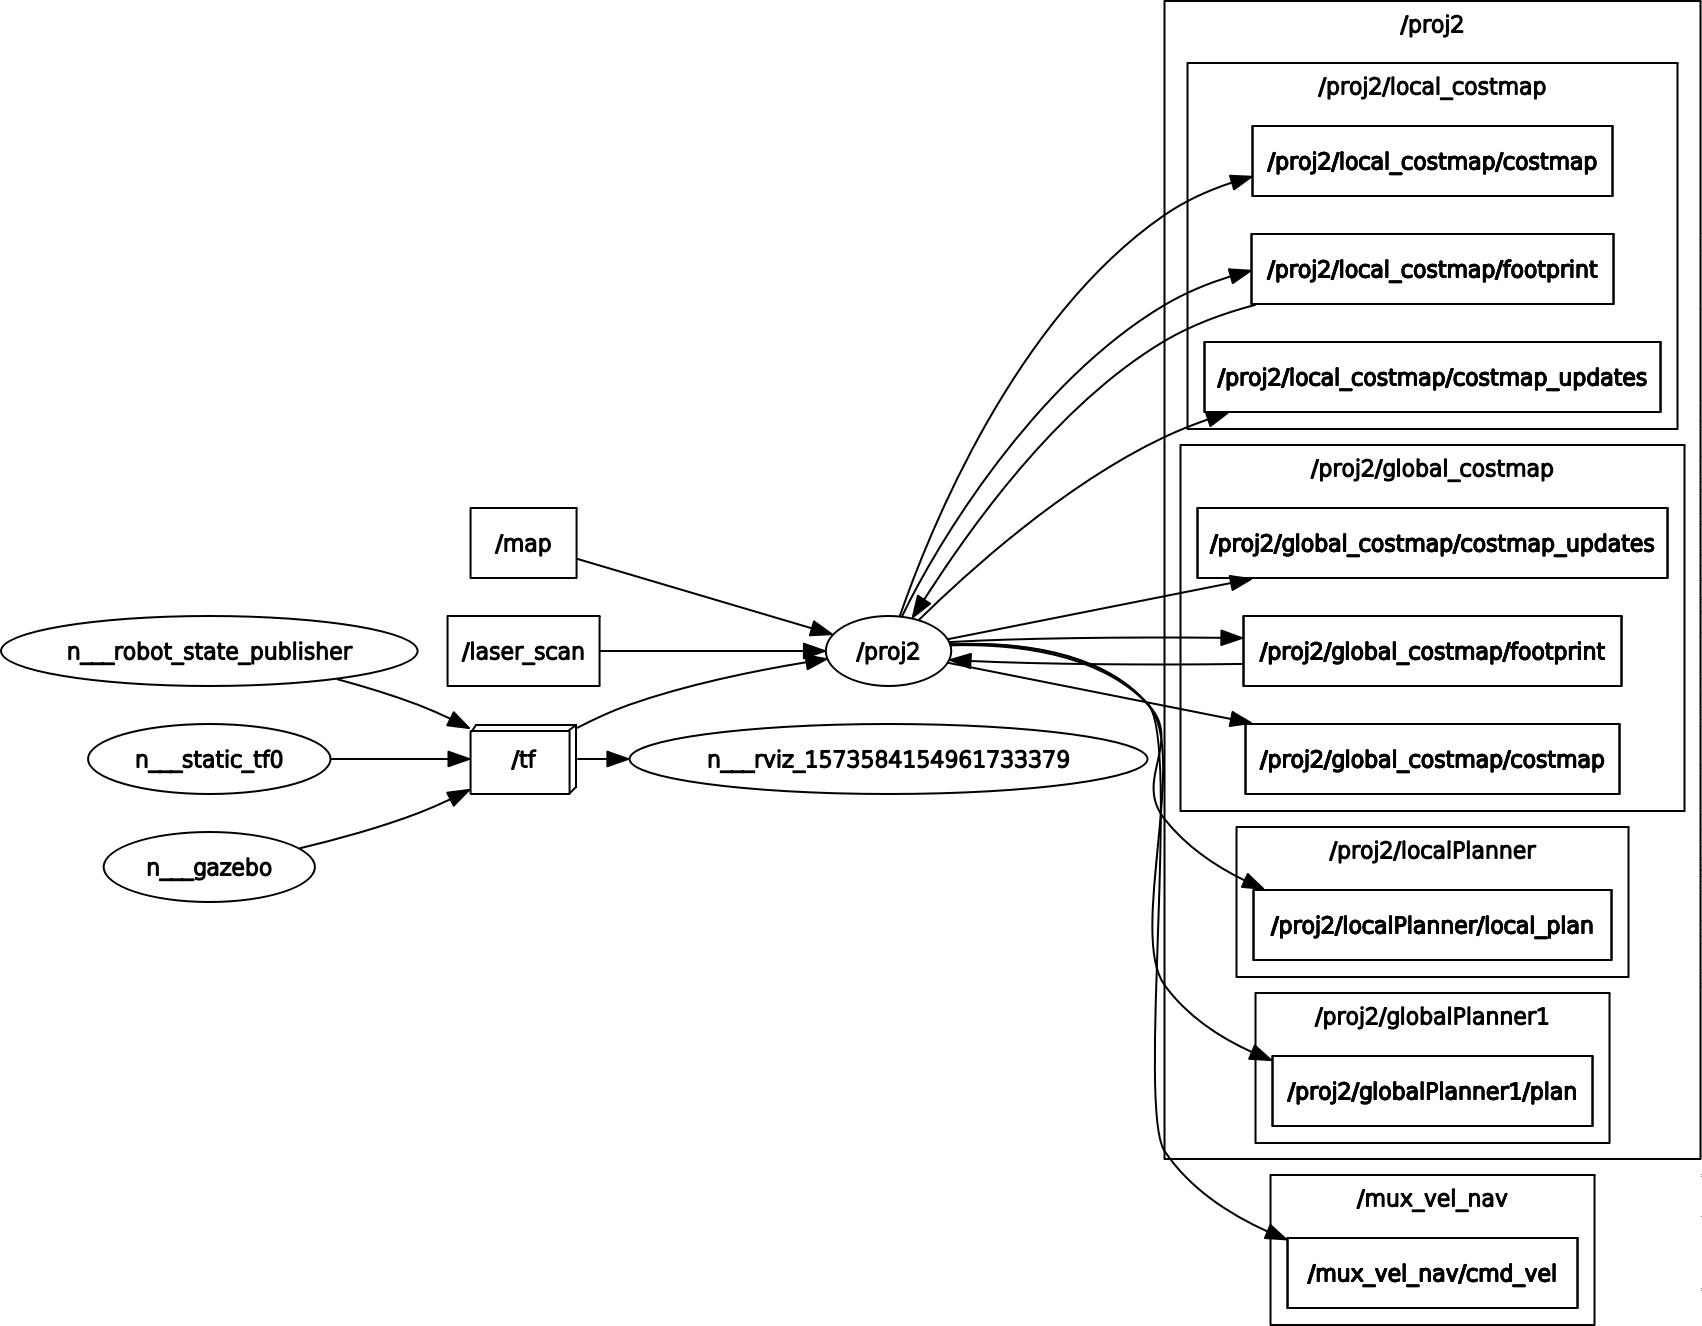 /proj2
/proj2/local_costmap
/proj2/local_costmap/costmap
/proj2/local_costmap/footprint
/proj2/local_costmap/costmap_updates
/proj2/global_costmap
/map
/proj2/global_costmap/costmap_updates
n___robot_state_publisher
/laser_scan
/proj2
/proj2/global_costmap/footprint
n___static_tf0
/tf
n___rviz_1573584154961733379
/proj2/global_costmap/costmap
/proj2/localPlanner
n___gazebo
/proj2/localPlanner/local_plan
/proj2/globalPlanner1
/proj2/globalPlanner1/plan
/mux_vel_nav
/mux_vel_nav/cmd_vel